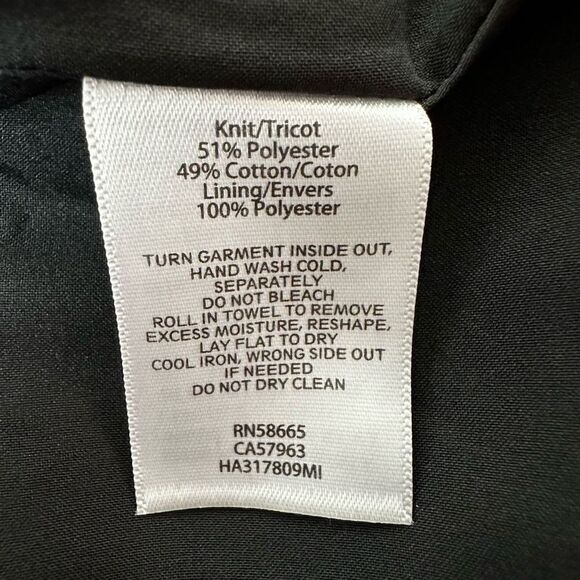 Knit/Tricot
51% Polyester
49% Cotton/Coton
Lining/Envers
100% Polyester
TURN GARMENT INSIDE OUT,
HAND WASH COLD,
SEPARATELY
DO NOT BLEACH
ROLL IN TOWEL TO REMOVE
EXCESS MOISTURE, RESHAPE,
LAY FLAT TO DRY
COOL IRON, WRONG SIDE OUT
IF NEEDED
DO NOT DRY CLEAN
RN58665
CA57963
HA317809MI